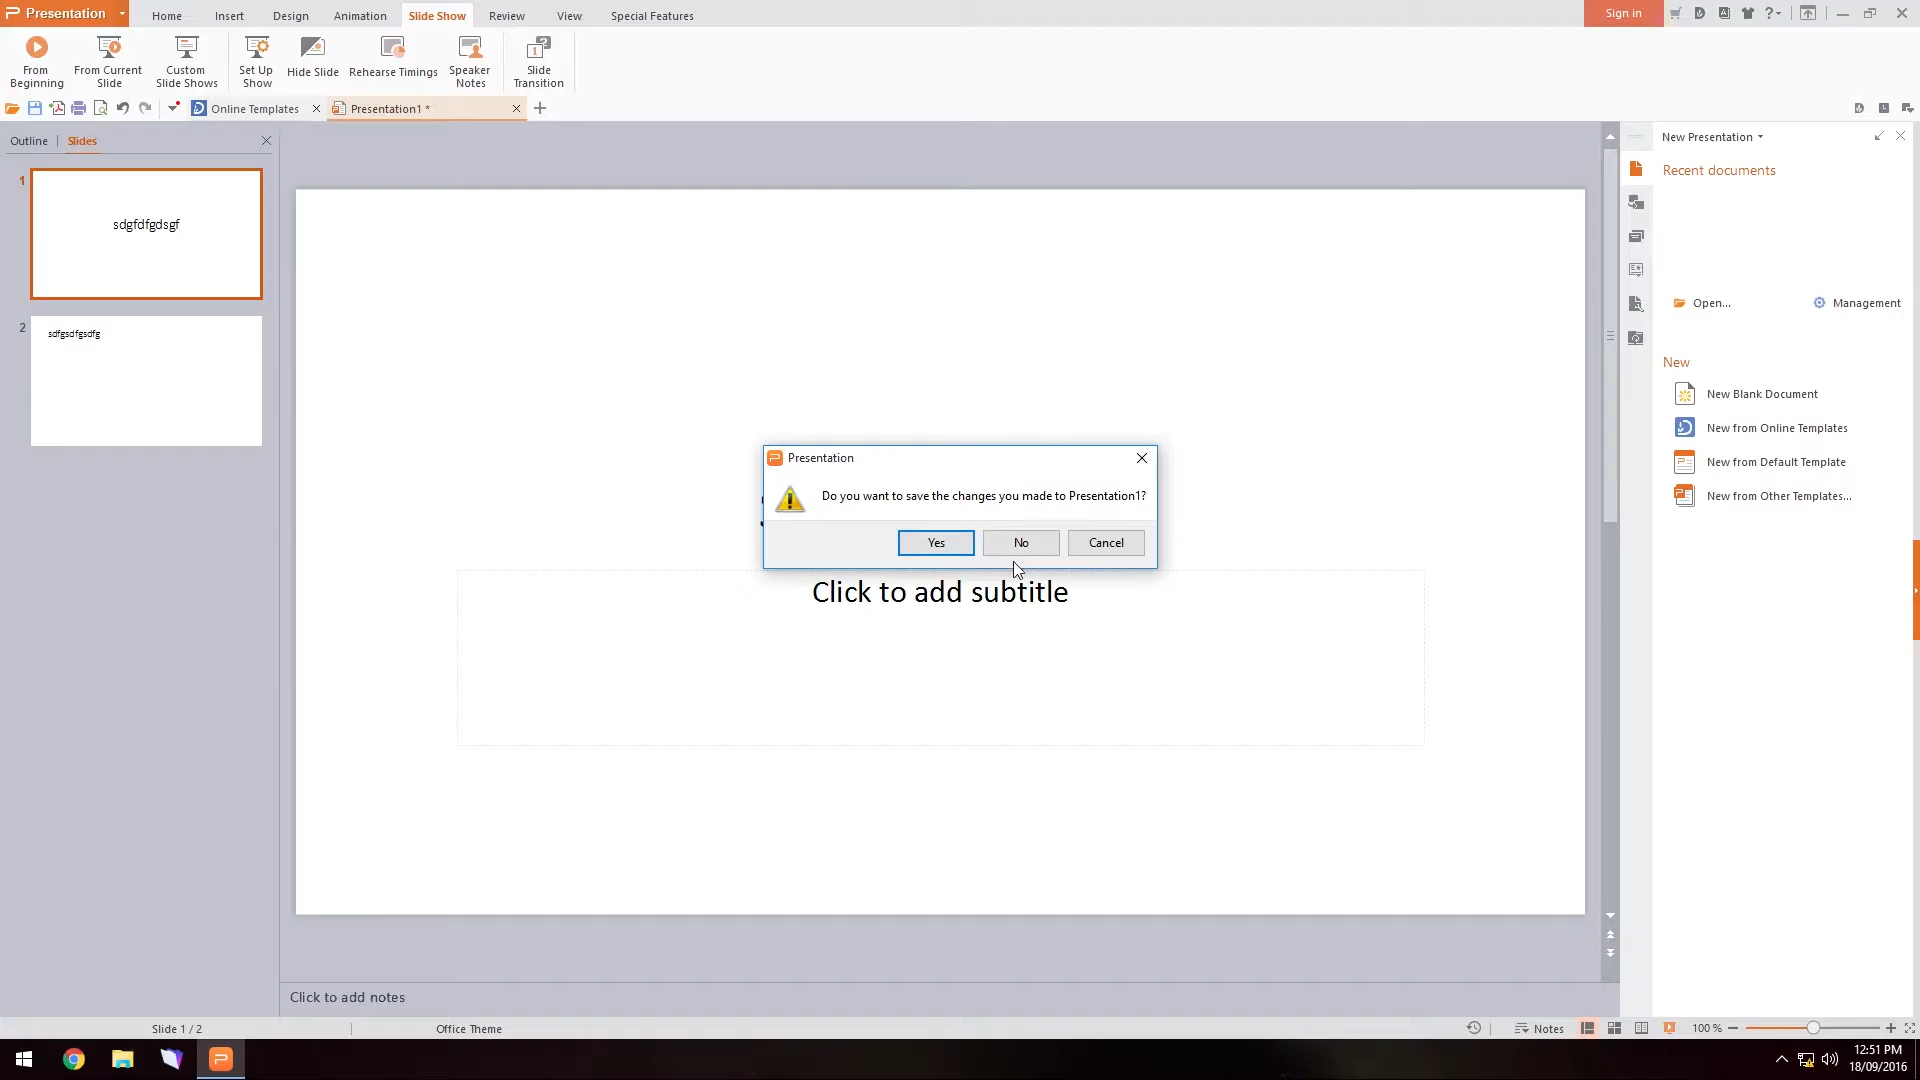 Presentation
Home Insert Design Animation Slide Show Review View Special Features
Sign in
From Beginning
From Current Slide
Custom Slide Shows
Set Up Show
Hide Slide
Rehearse Timings
Speaker Notes
Slide Transition
Online Templates
Presentation1 *
Outline Slides
1
sdgfdfgdsgf
2
sdfgsdfgsdfg
Presentation
Do you want to save the changes you made to Presentation1?
Yes No Cancel
Click to add subtitle
Click to add notes
New Presentation
Recent documents
Open... Management
New
New Blank Document
New from Online Templates
New from Default Template
New from Other Templates...
Slide 1 / 2 Office Theme Notes 100 %
12:51 PM
18/09/2016